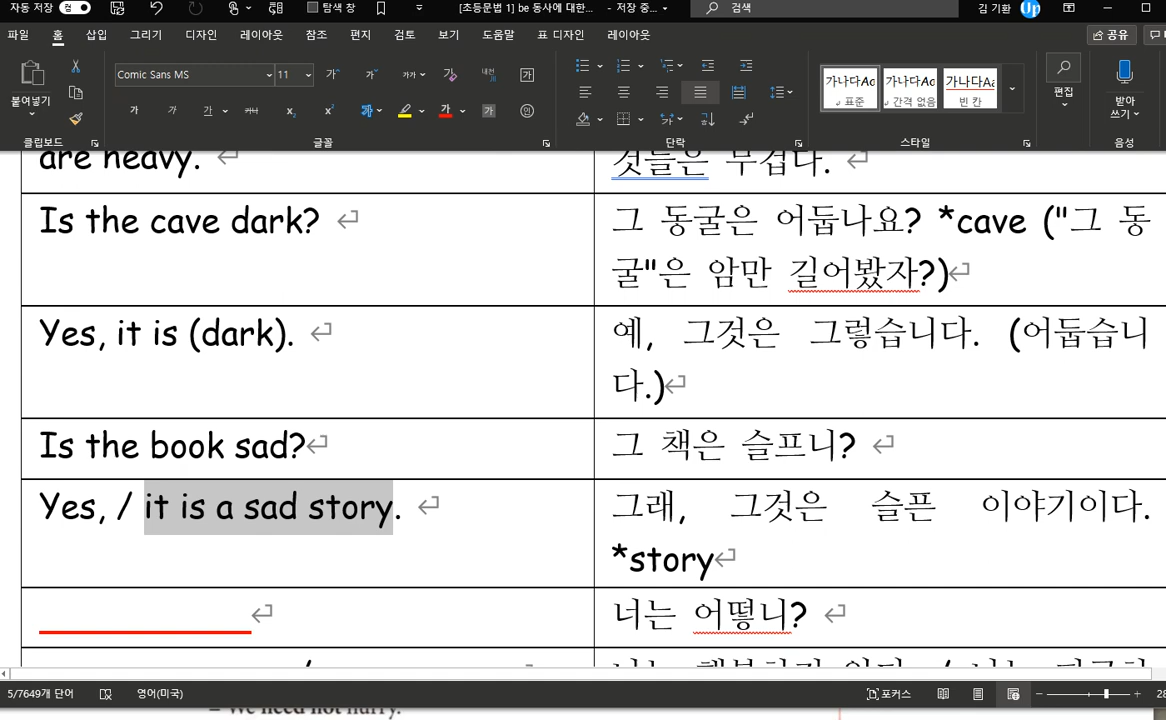 자동 저장 켬 탐색 창 [초등문법 1] be 동사에 대한... - 저장 중... 검색 김 기환 Up
파일 홈 삽입 그리기 디자인 레이아웃 참조 편지 검토 보기 도움말 표 디자인 레이아웃 공유
붙여넣기 Comic Sans MS 11 가나다Aa 가나다Aa 가나다Aa 편집 받아쓰기
표준 간격 없음 빈 칸
클립보드 글꼴 단락 스타일 음성
are heavy.
것들은 무겁다.
Is the cave dark?
그 동굴은 어둡나요? *cave ("그 동
굴"은 암만 길어봤자?)
Yes, it is (dark).
예, 그것은 그렇습니다. (어둡습니
다.)
Is the book sad?
그 책은 슬프니?
Yes, / it is a sad story.
그래, 그것은 슬픈 이야기이다.
*story
너는 어떻니?
5/7649개 단어 영어(미국) 포커스 28
= We need not hurry.